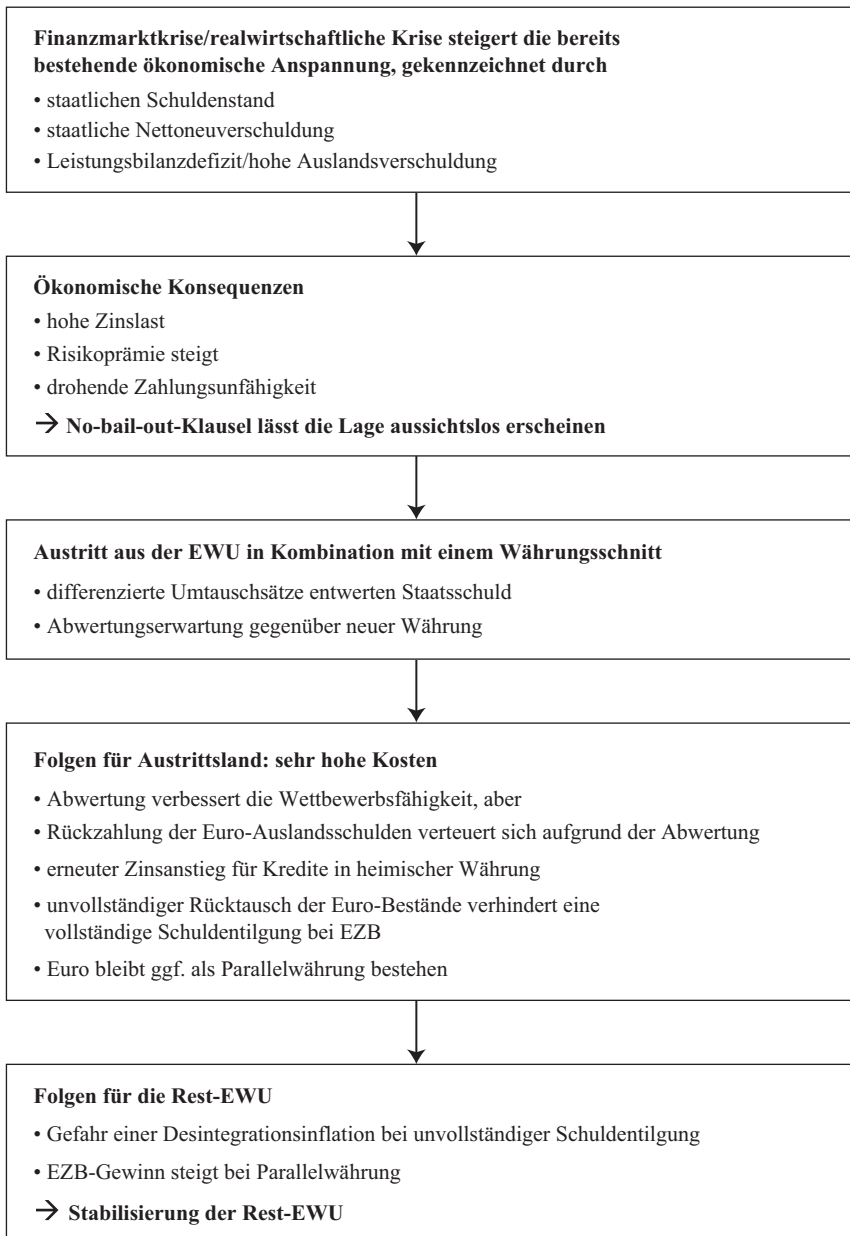 Finanzmarktkrise/realwirtschaftliche Krise steigert die bereits
bestehende ökonomische Anspannung, gekennzeichnet durch
• staatlichen Schuldenstand
• staatliche Nettoneuverschuldung
• Leistungsbilanzdefizit/hohe Auslandsverschuldung
Ökonomische Konsequenzen
• hohe Zinslast
• Risikoprämie steigt
• drohende Zahlungsunfähigkeit
→ No-bail-out-Klausel lässt die Lage aussichtslos erscheinen
Austritt aus der EWU in Kombination mit einem Währungsschnitt
• differenzierte Umtauschsätze entwerten Staatsschuld
• Abwertungserwartung gegenüber neuer Währung
Folgen für Austrittsland: sehr hohe Kosten
• Abwertung verbessert die Wettbewerbsfähigkeit, aber
• Rückzahlung der Euro-Auslandsschulden verteuert sich aufgrund der Abwertung
• erneuter Zinsanstieg für Kredite in heimischer Währung
• unvollständiger Rücktausch der Euro-Bestände verhindert eine
vollständige Schuldentilgung bei EZB
• Euro bleibt ggf. als Parallelwährung bestehen
Folgen für die Rest-EWU
• Gefahr einer Desintegrationsinflation bei unvollständiger Schuldentilgung
• EZB-Gewinn steigt bei Parallelwährung
→ Stabilisierung der Rest-EWU